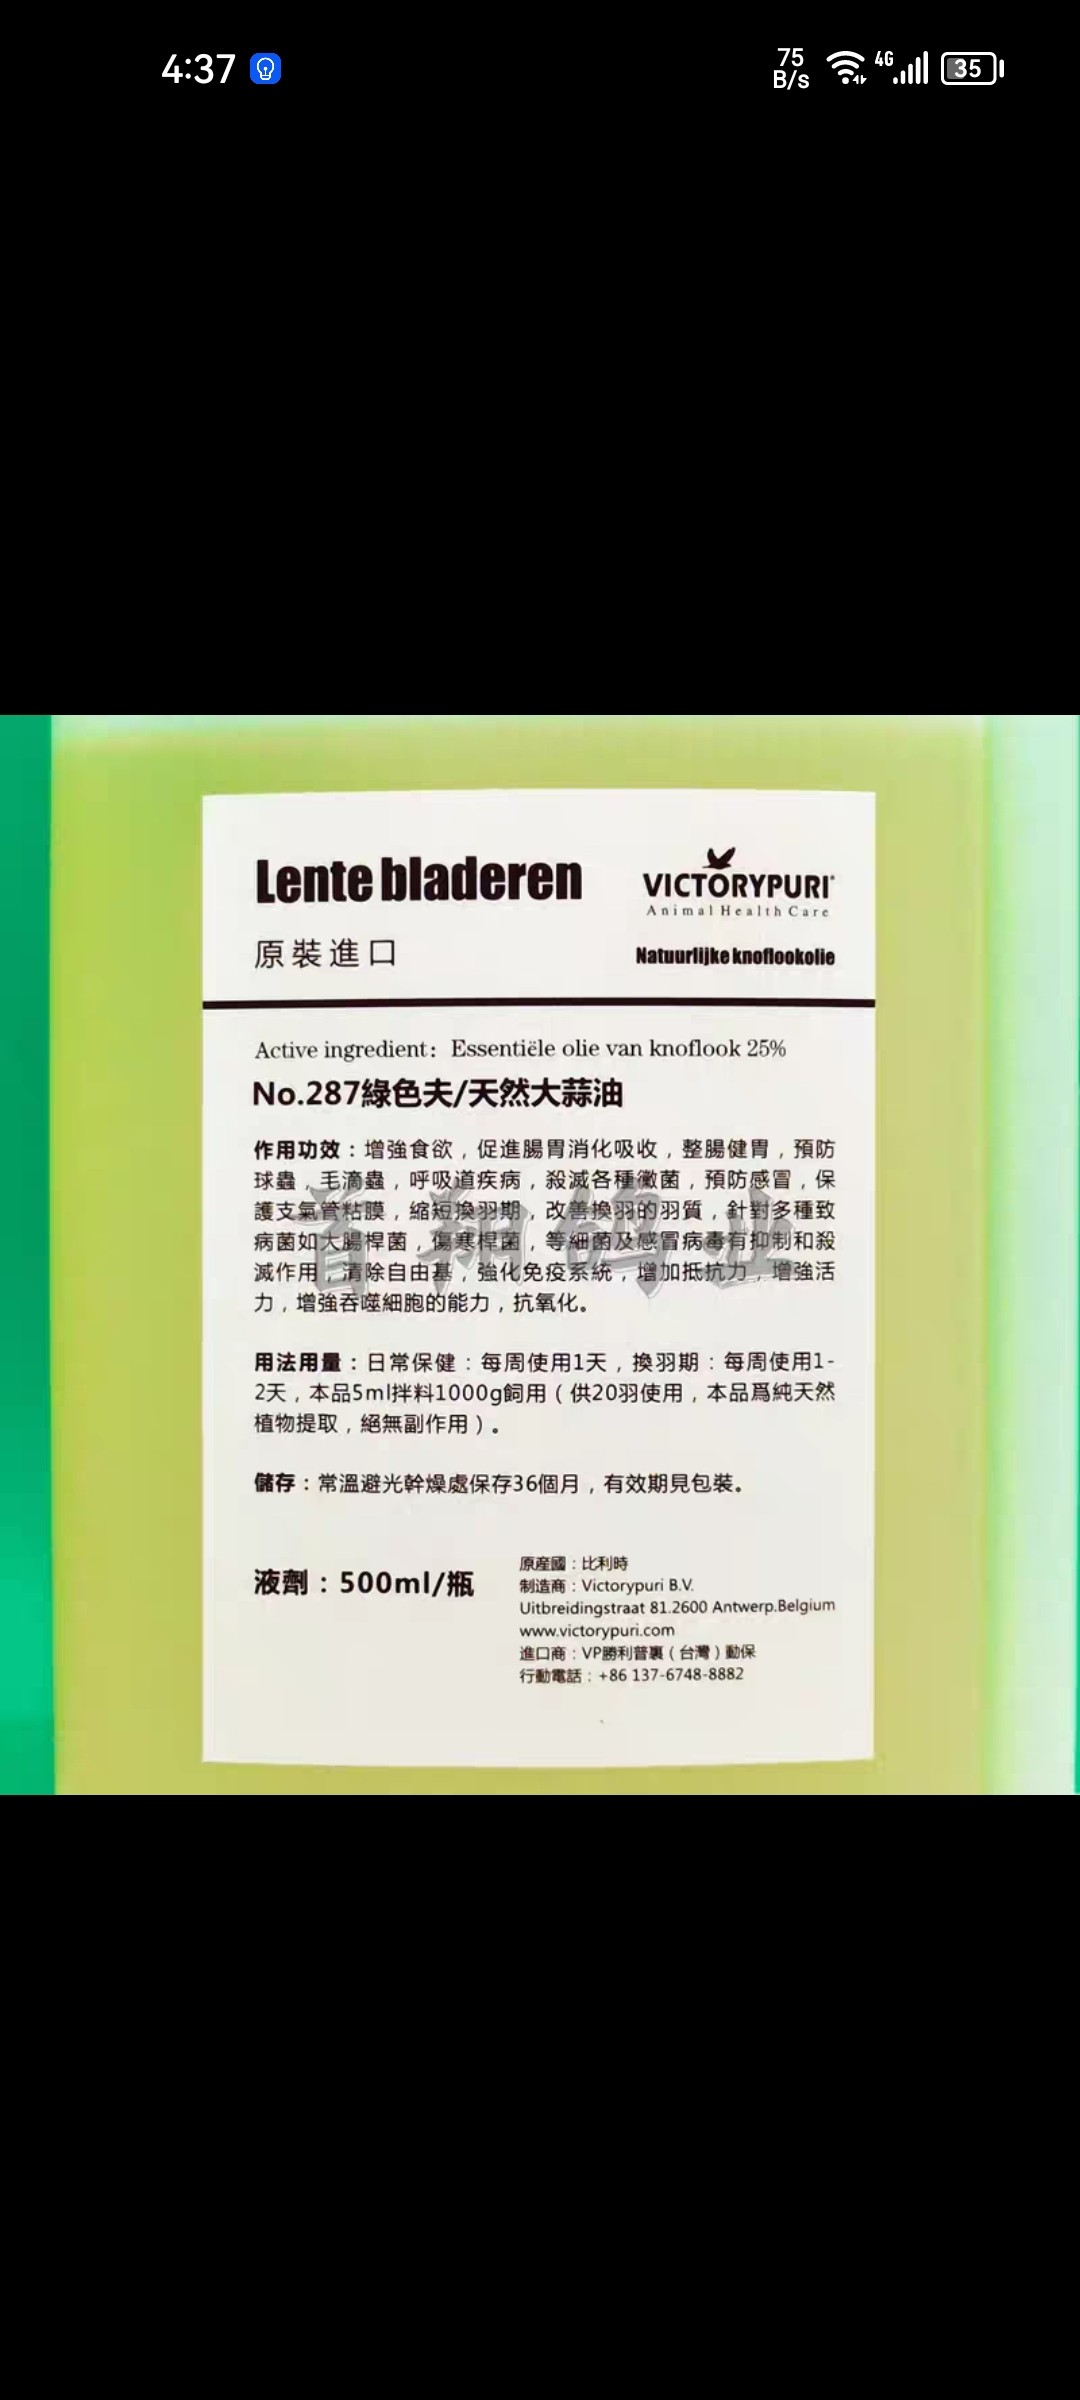 4:37
75
B/s
4G
35
Lente bladeren
VICTORYPURI
Animal Health Care
原裝進口
Natuurlijke knoflookolie
Active ingredient：Essentiële olie van knoflook 25%
No.287綠色夫/天然大蒜油
作用功效：增強食欲，促進腸胃消化吸收，整腸健胃，預防
球蟲，毛滴蟲，呼吸道疾病，殺滅各種黴菌，預防感冒，保
護支氣管粘膜，縮短換羽期，改善換羽的羽質，針對多種致
病菌如大腸桿菌，傷寒桿菌，等細菌及感冒病毒有抑制和殺
滅作用，清除自由基，強化免疫系統，增加抵抗力，增強活
力，增強吞噬細胞的能力，抗氧化。
首翔鸽业
用法用量：日常保健：每周使用1天，換羽期：每周使用1-
2天，本品5ml拌料1000g飼用（供20羽使用，本品爲純天然
植物提取，絕無副作用）。
儲存：常溫避光幹燥處保存36個月，有效期見包裝。
液劑：500ml/瓶
原産國：比利時
制造商：Victorypuri B.V.
Uitbreidingstraat 81.2600 Antwerp.Belgium
www.victorypuri.com
進口商：VP勝利普裏（台灣）動保
行動電話：+86 137-6748-8882